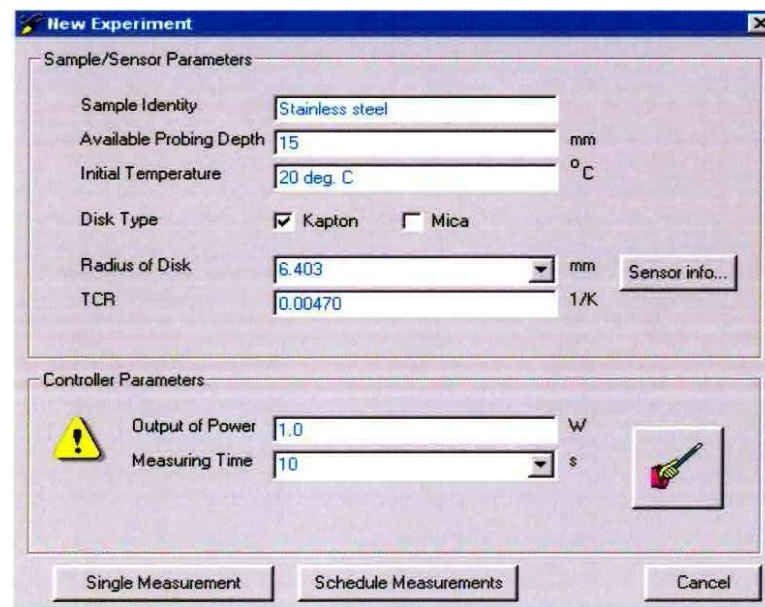 New Experiment
Sample/Sensor Parameters
Sample Identity Stainless steel
Available Probing Depth 15 mm
Initial Temperature 20 deg. C °C
Disk Type Kapton Mica
Radius of Disk 6.403 mm Sensor info...
TCR 0.00470 1/K
Controller Parameters
Output of Power 1.0 W
Measuring Time 10 s
Single Measurement Schedule Measurements Cancel